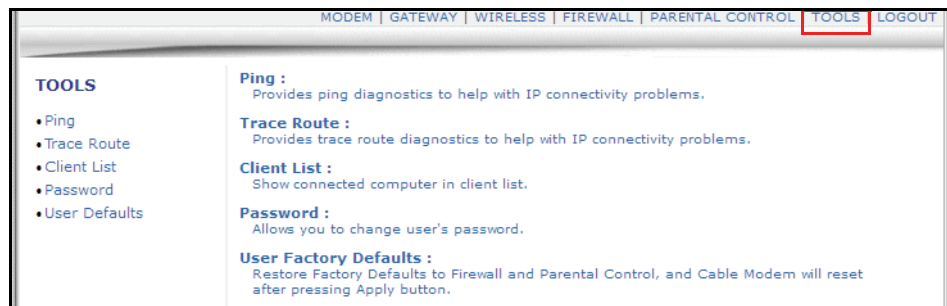 MODEM | GATEWAY | WIRELESS | FIREWALL | PARENTAL CONTROL | TOOLS | LOGOUT
TOOLS
• Ping
• Trace Route
• Client List
• Password
• User Defaults
Ping :
Provides ping diagnostics to help with IP connectivity problems.
Trace Route :
Provides trace route diagnostics to help with IP connectivity problems.
Client List :
Show connected computer in client list.
Password :
Allows you to change user's password.
User Factory Defaults :
Restore Factory Defaults to Firewall and Parental Control, and Cable Modem will reset
after pressing Apply button.